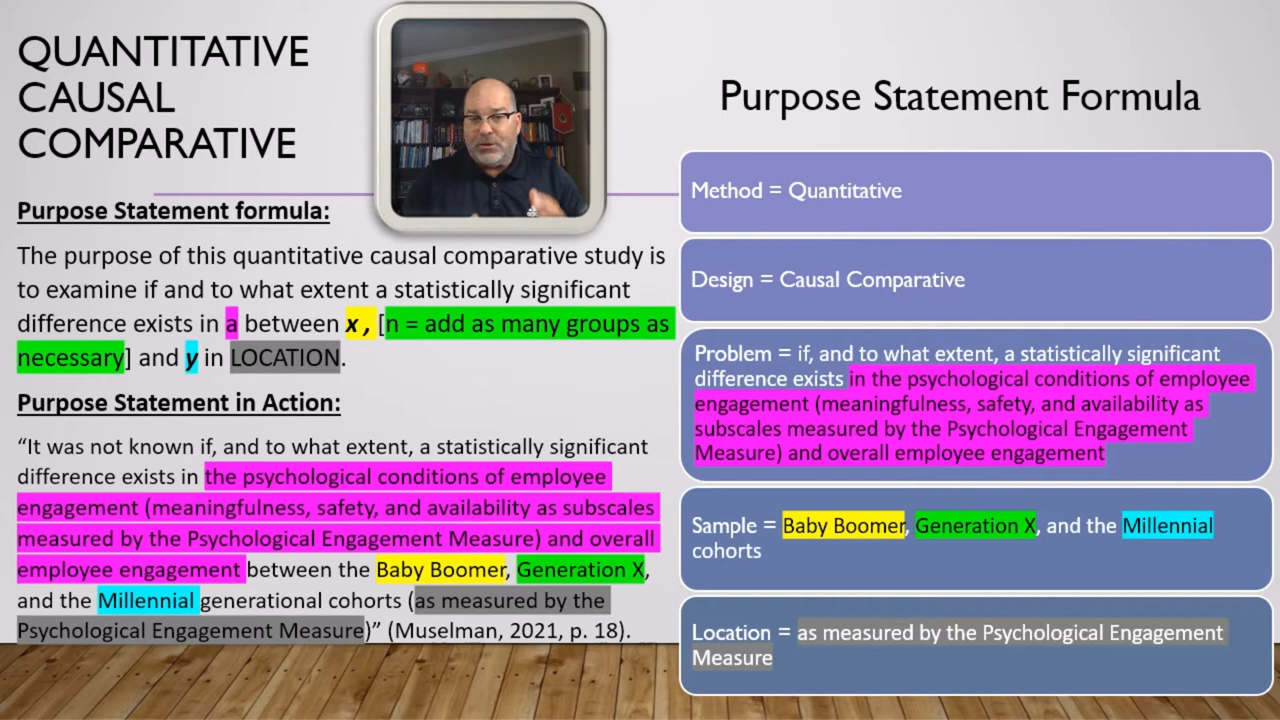 QUANTITATIVE
CAUSAL
COMPARATIVE
Purpose Statement formula:
The purpose of this quantitative causal comparative study is
to examine if and to what extent a statistically significant
difference exists in a between x , [n = add as many groups as
necessary] and y in LOCATION.
Purpose Statement in Action:
“It was not known if, and to what extent, a statistically significant
difference exists in the psychological conditions of employee
engagement (meaningfulness, safety, and availability as subscales
measured by the Psychological Engagement Measure) and overall
employee engagement between the Baby Boomer, Generation X,
and the Millennial generational cohorts (as measured by the
Psychological Engagement Measure)” (Muselman, 2021, p. 18).
Purpose Statement Formula
Method = Quantitative
Design = Causal Comparative
Problem = if, and to what extent, a statistically significant
difference exists in the psychological conditions of employee
engagement (meaningfulness, safety, and availability as
subscales measured by the Psychological Engagement
Measure) and overall employee engagement
Sample = Baby Boomer, Generation X, and the Millennial
cohorts
Location = as measured by the Psychological Engagement
Measure